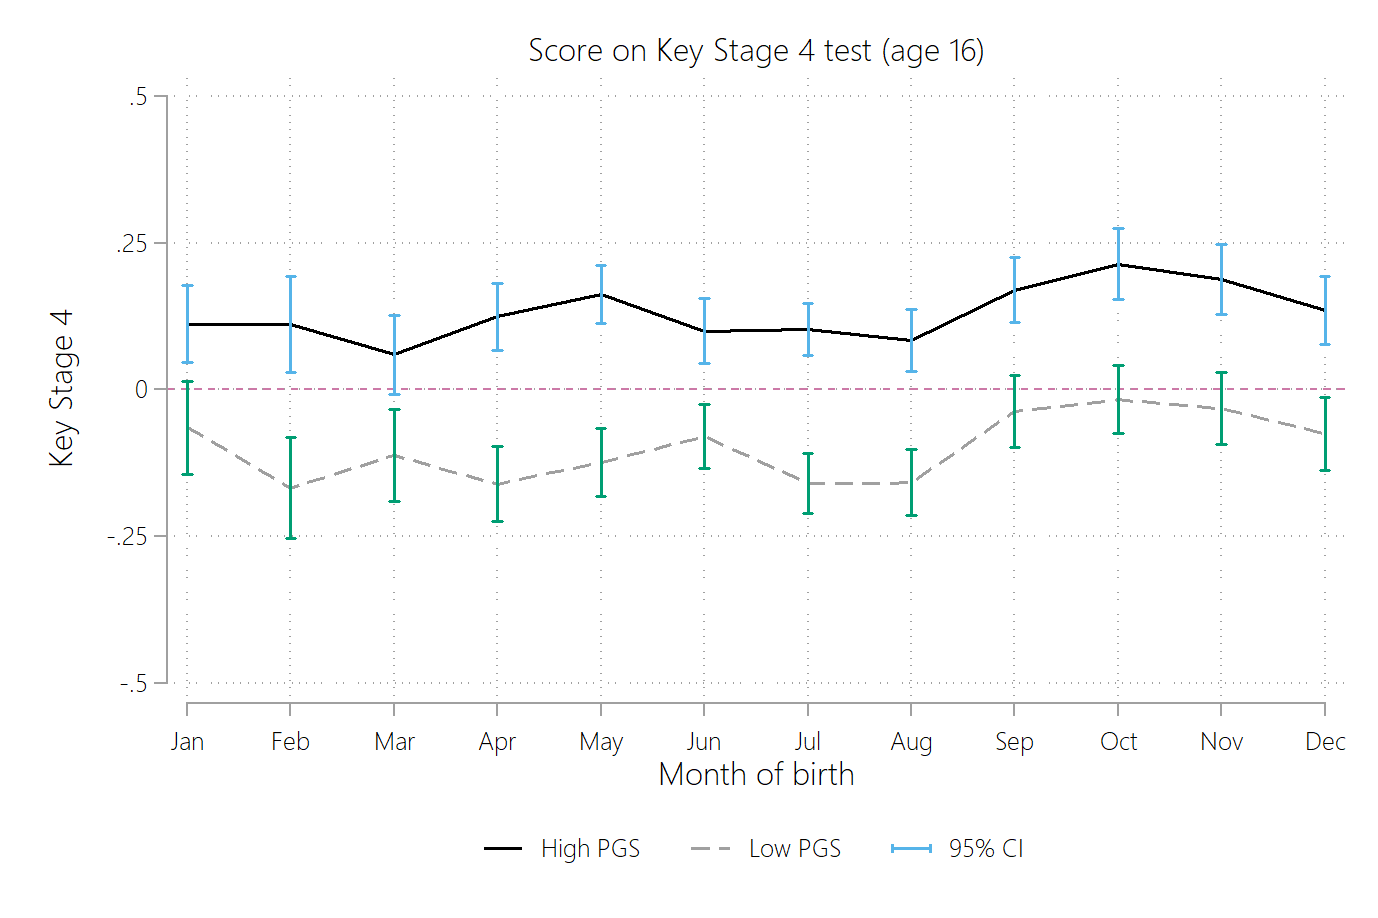 Score on Key Stage 4 test (age 16)
Key Stage 4
.5
.25
0
-.25
-.5
Jan Feb Mar Apr May Jun Jul Aug Sep Oct Nov Dec
Month of birth
High PGS Low PGS 95% CI